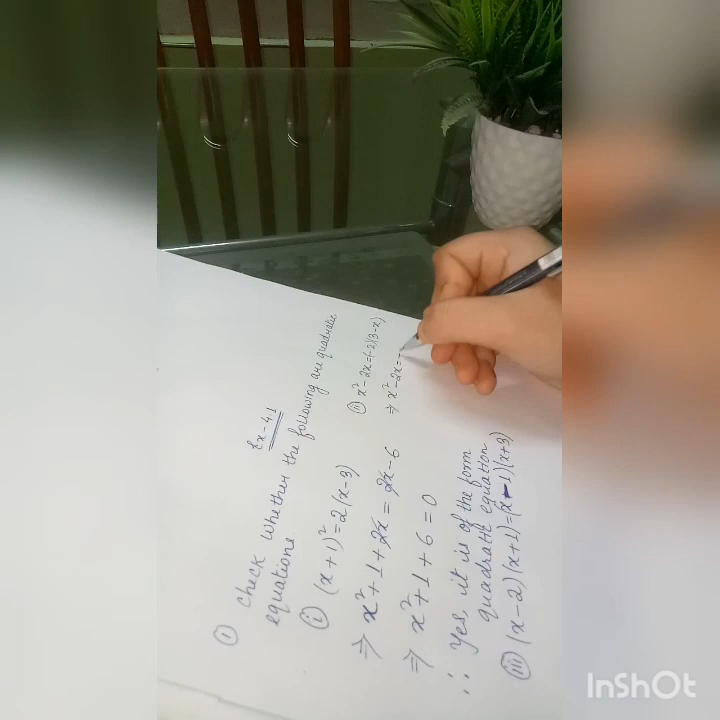 Ex-4.1
① Check whether the following are quadratic
equations
(i) (x+1)² = 2(x-3)
⇒ x²+1+2x = 2x-6
⇒ x²+1+6=0
∴ Yes, it is of the form
quadratic equation
(iii) (x-2)(x+1)=(x-1)(x+3)
(ii) x²-2x=(-2)(3-x)
⇒ x²-2x=-
InShOt